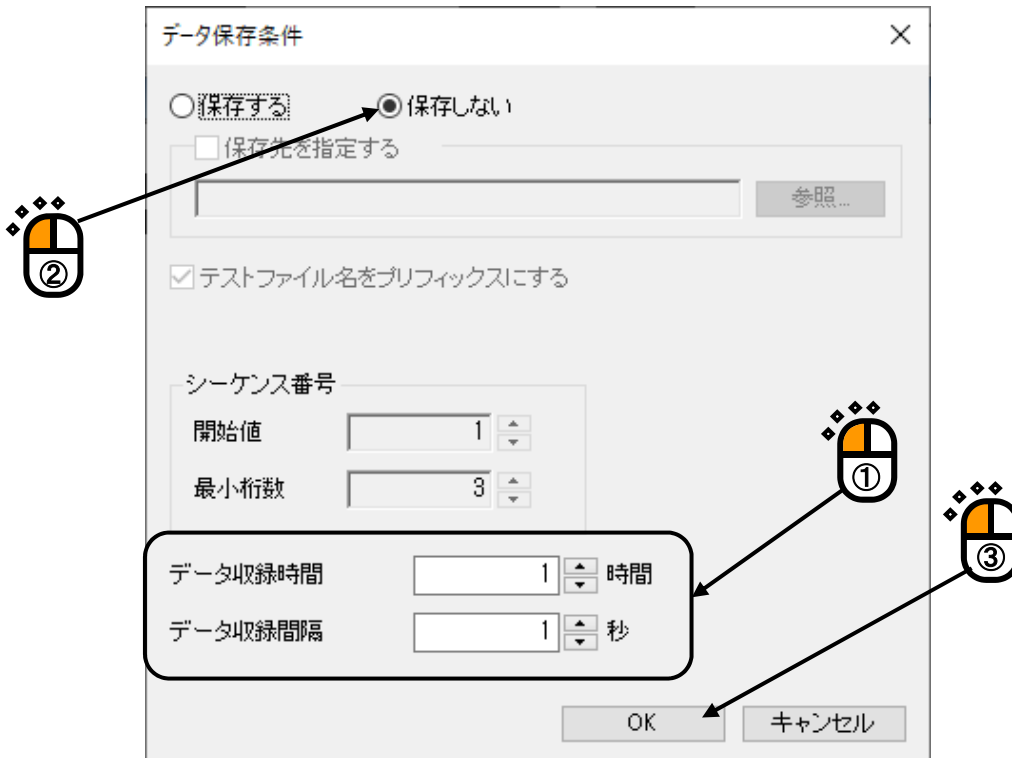 データ保存条件
保存する 保存しない
保存先を指定する
参照...
②
テストファイル名をプリフィックスにする
シーケンス番号
開始値 1
①
最小桁数 3
③
データ収録時間 1 時間
データ収録間隔 1 秒
OK キャンセル